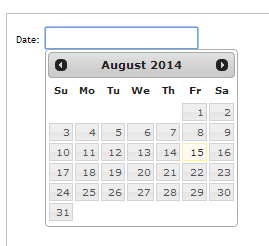 Date:
August 2014
Su Mo Tu We Th Fr Sa
1 2
3 4 5 6 7 8 9
10 11 12 13 14 15 16
17 18 19 20 21 22 23
24 25 26 27 28 29 30
31